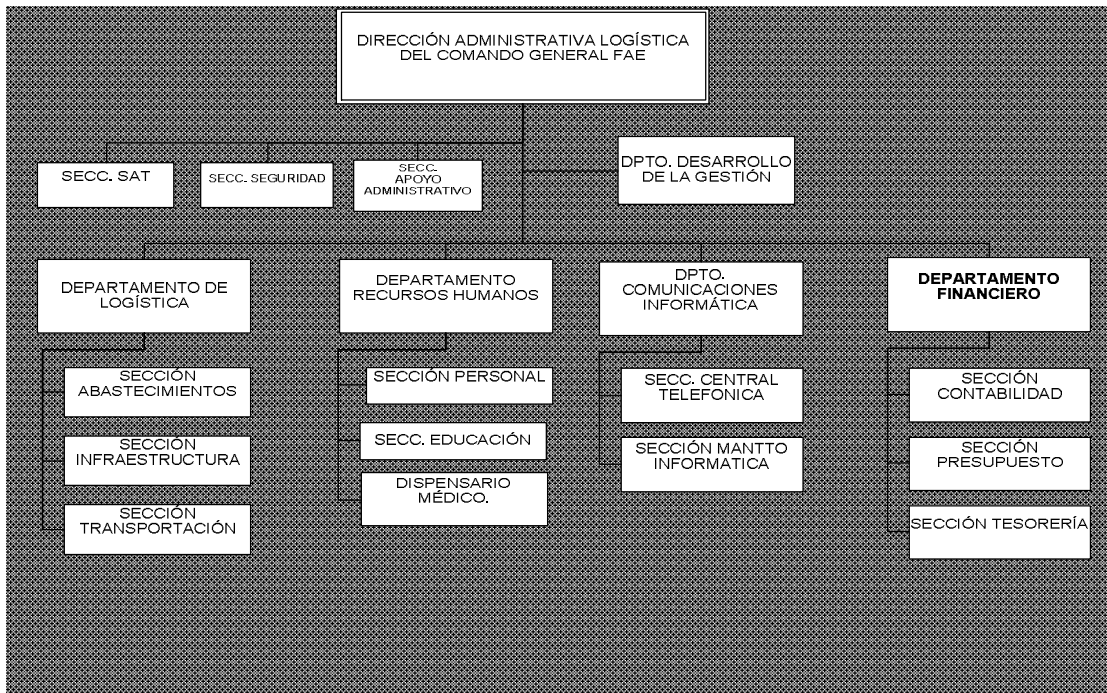 DIRECCIÓN ADMINISTRATIVA LOGÍSTICA
DEL COMANDO GENERAL FAE
SECC. SAT
SECC. SEGURIDAD
SECC.
APOYO
ADMINISTRATIVO
DPTO. DESARROLLO
DE LA GESTIÓN
DEPARTAMENTO DE
LOGÍSTICA
DEPARTAMENTO
RECURSOS HUMANOS
DPTO.
COMUNICACIONES
INFORMÁTICA
DEPARTAMENTO
FINANCIERO
SECCIÓN
ABASTECIMIENTOS
SECCIÓN
INFRAESTRUCTURA
SECCIÓN
TRANSPORTACIÓN
SECCIÓN PERSONAL
SECC. EDUCACIÓN
DISPENSARIO
MÉDICO.
SECC. CENTRAL
TELEFONICA
SECCIÓN MANTTO
INFORMATICA
SECCIÓN
CONTABILIDAD
SECCIÓN
PRESUPUESTO
SECCIÓN TESORERÍA